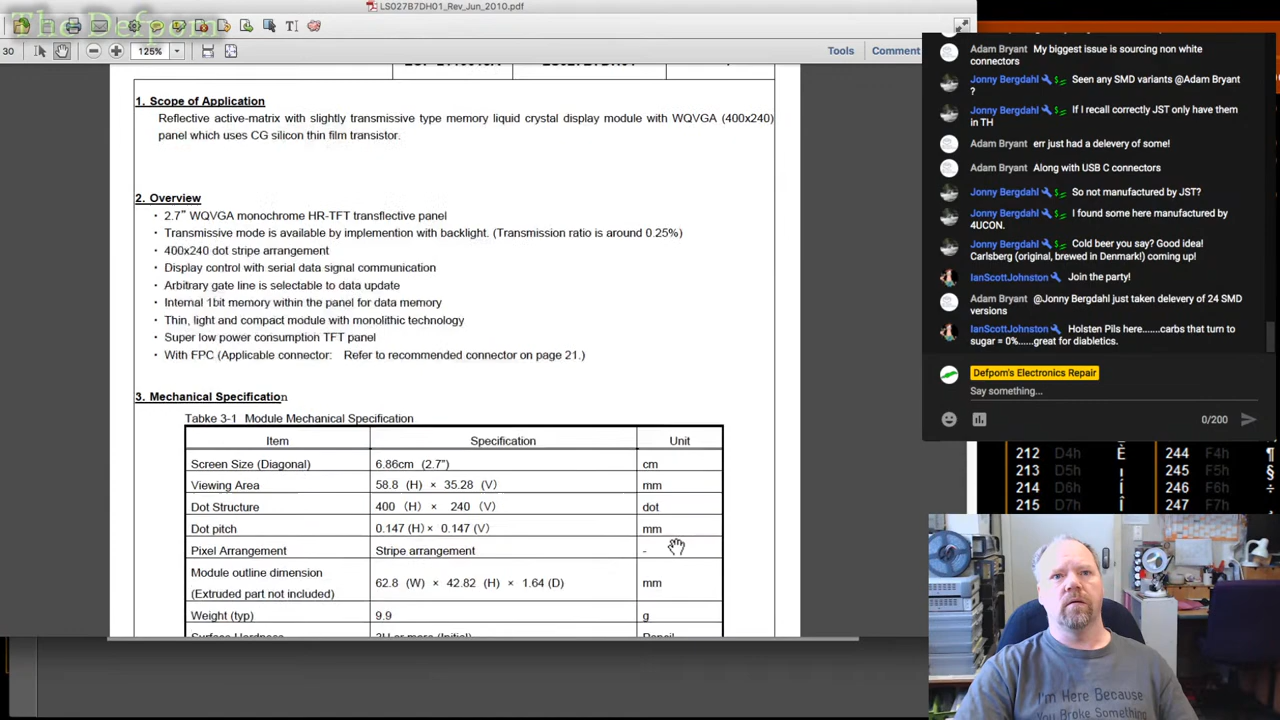 LS027B7DH01_Rev_Jun_2010.pdf
The Defpom
30
125%
Tools
Comment
1. Scope of Application
Reflective active-matrix with slightly transmissive type memory liquid crystal display module with WQVGA (400x240)
panel which uses CG silicon thin film transistor.
2. Overview
・ 2.7” WQVGA monochrome HR-TFT transflective panel
・ Transmissive mode is available by implemention with backlight. (Transmission ratio is around 0.25%)
・ 400x240 dot stripe arrangement
・ Display control with serial data signal communication
・ Arbitrary gate line is selectable to data update
・ Internal 1bit memory within the panel for data memory
・ Thin, light and compact module with monolithic technology
・ Super low power consumption TFT panel
・ With FPC (Applicable connector: Refer to recommended connector on page 21.)
3. Mechanical Specification
Tabke 3-1 Module Mechanical Specification
Item Specification Unit
Screen Size (Diagonal) 6.86cm (2.7”) cm
Viewing Area 58.8 (H) × 35.28 (V) mm
Dot Structure 400 (H) × 240 (V) dot
Dot pitch 0.147 (H) × 0.147 (V) mm
Pixel Arrangement Stripe arrangement -
Module outline dimension
(Extruded part not included) 62.8 (W) × 42.82 (H) × 1.64 (D) mm
Weight (typ) 9.9 g
Surface Hardness 3H or more (Initial) Pencil
Adam Bryant My biggest issue is sourcing non white
connectors
Jonny Bergdahl Seen any SMD variants @Adam Bryant
?
Jonny Bergdahl If I recall correctly JST only have them
in TH
Adam Bryant err just had a delevery of some!
Adam Bryant Along with USB C connectors
Jonny Bergdahl So not manufactured by JST?
Jonny Bergdahl I found some here manufactured by
4UCON.
Jonny Bergdahl Cold beer you say? Good idea!
Carlsberg (original, brewed in Denmark!) coming up!
IanScottJohnston Join the party!
Adam Bryant @Jonny Bergdahl just taken delevery of 24 SMD
versions
IanScottJohnston Holsten Pils here.......carbs that turn to
sugar = 0%......great for diabletics.
Defpom's Electronics Repair
Say something...
0/200
212 D4h È 244 F4h ¶
213 D5h ı 245 F5h §
214 D6h Í 246 F6h ÷
215 D7h Î 247 F7h
I'm Here Because
You Broke Something